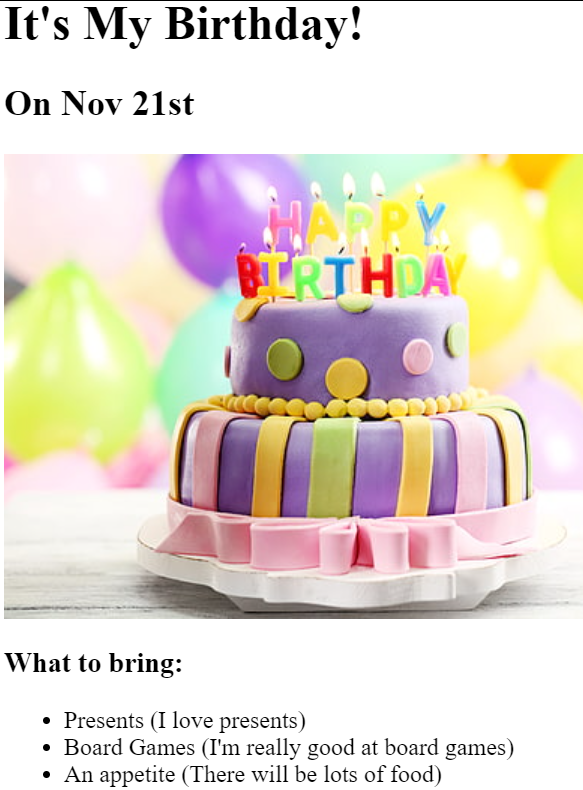 It's My Birthday!
On Nov 21st
HAPPY
BIRTHDAY
What to bring:
Presents (I love presents)
Board Games (I'm really good at board games)
An appetite (There will be lots of food)